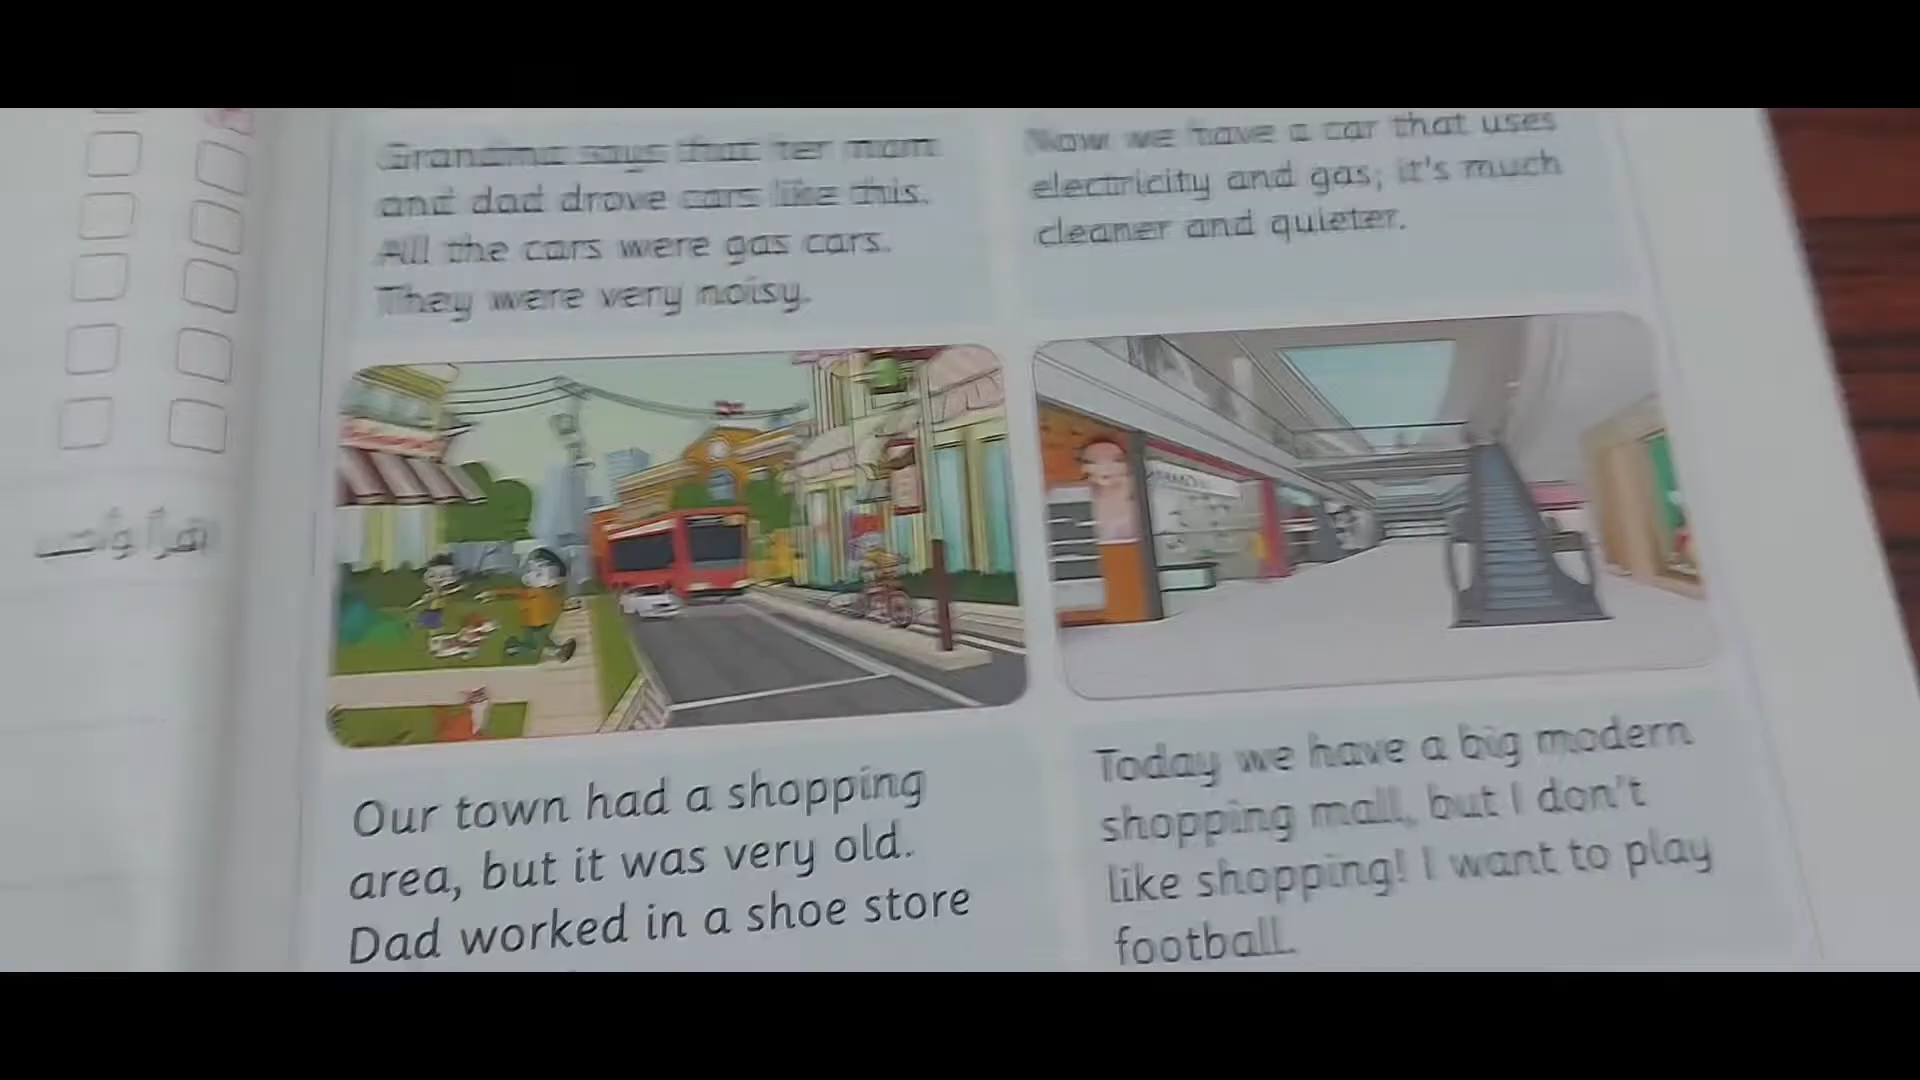 Grandma says that her mom
and dad drove cars like this.
All the cars were gas cars.
They were very noisy.
Now we have a car that uses
electricity and gas; it's much
cleaner and quieter.
Our town had a shopping
area, but it was very old.
Dad worked in a shoe store
Today we have a big modern
shopping mall, but I don't
like shopping! I want to play
football.